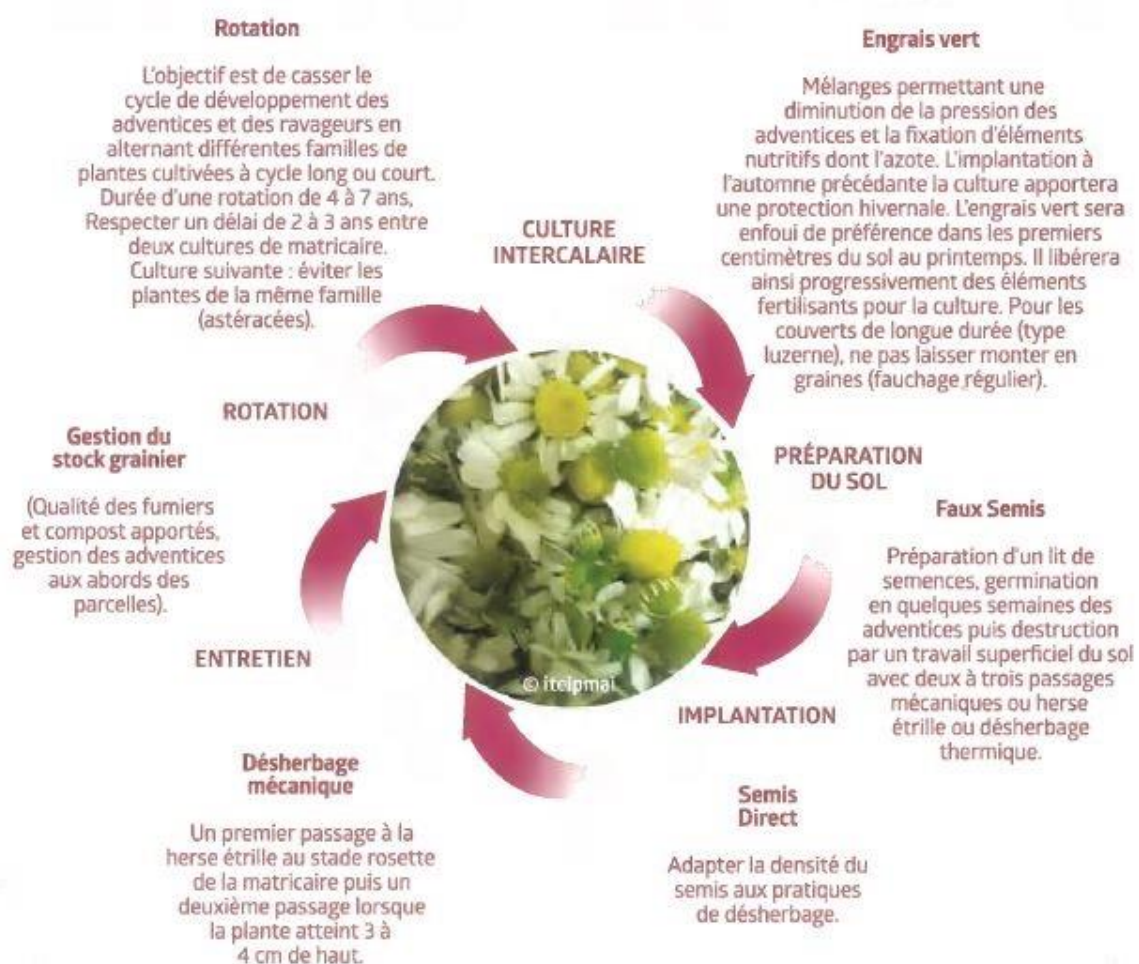 Rotation
L'objectif est de casser le
cycle de développement des
adventices et des ravageurs en
alternant différentes familles de
plantes cultivées à cycle long ou court.
Durée d'une rotation de 4 à 7 ans,
Respecter un délai de 2 à 3 ans entre
deux cultures de matricaire.
Culture suivante : éviter les
plantes de la même famille
(astéracées).
CULTURE
INTERCALAIRE
Engrais vert
Mélanges permettant une
diminution de la pression des
adventices et la fixation d'éléments
nutritifs dont l'azote. L'implantation à
l'automne précédante la culture apportera
une protection hivernale. L'engrais vert sera
enfoui de préférence dans les premiers
centimètres du sol au printemps. Il libérera
ainsi progressivement des éléments
fertilisants pour la culture. Pour les
couverts de longue durée (type
luzerne), ne pas laisser monter en
graines (fauchage régulier).
ROTATION
Gestion du
stock grainier
(Qualité des fumiers
et compost apportés,
gestion des adventices
aux abords des
parcelles).
PRÉPARATION
DU SOL
Faux Semis
Préparation d'un lit de
semences, germination
en quelques semaines des
adventices puis destruction
par un travail superficiel du sol
avec deux à trois passages
mécaniques ou herse
étrille ou désherbage
thermique.
ENTRETIEN
© iteipmai
IMPLANTATION
Désherbage
mécanique
Un premier passage à la
herse étrille au stade rosette
de la matricaire puis un
deuxième passage lorsque
la plante atteint 3 à
4 cm de haut.
Semis
Direct
Adapter la densité du
semis aux pratiques
de désherbage.